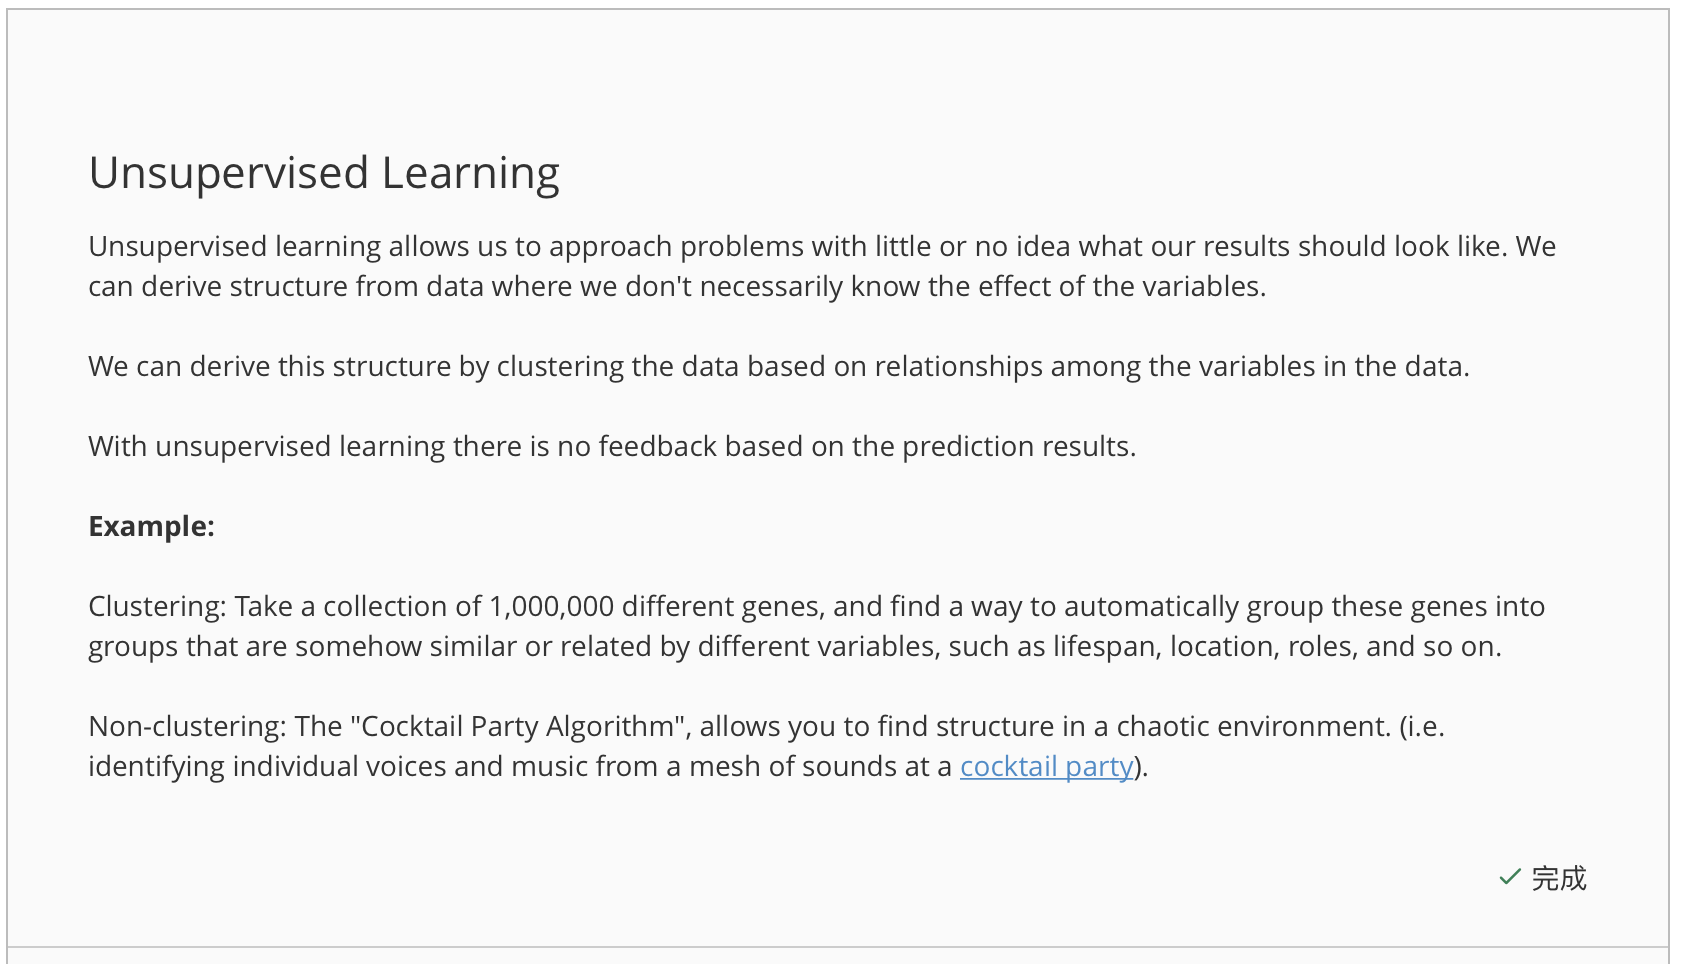 Unsupervised Learning
Unsupervised learning allows us to approach problems with little or no idea what our results should look like. We
can derive structure from data where we don't necessarily know the effect of the variables.
We can derive this structure by clustering the data based on relationships among the variables in the data.
With unsupervised learning there is no feedback based on the prediction results.
Example:
Clustering: Take a collection of 1,000,000 different genes, and find a way to automatically group these genes into
groups that are somehow similar or related by different variables, such as lifespan, location, roles, and so on.
Non-clustering: The "Cocktail Party Algorithm", allows you to find structure in a chaotic environment. (i.e.
identifying individual voices and music from a mesh of sounds at a cocktail party).
完成